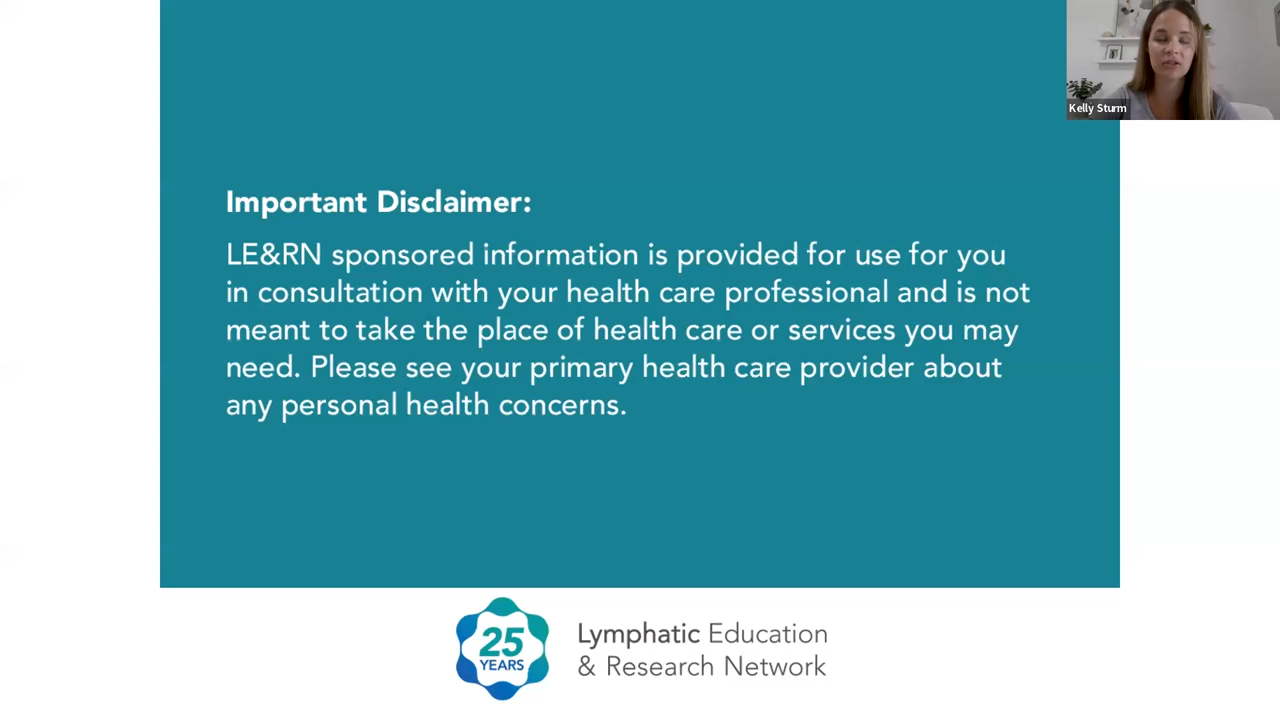 Kelly Sturm
Important Disclaimer:
LE&RN sponsored information is provided for use for you
in consultation with your health care professional and is not
meant to take the place of health care or services you may
need. Please see your primary health care provider about
any personal health concerns.
25
YEARS
Lymphatic Education
& Research Network